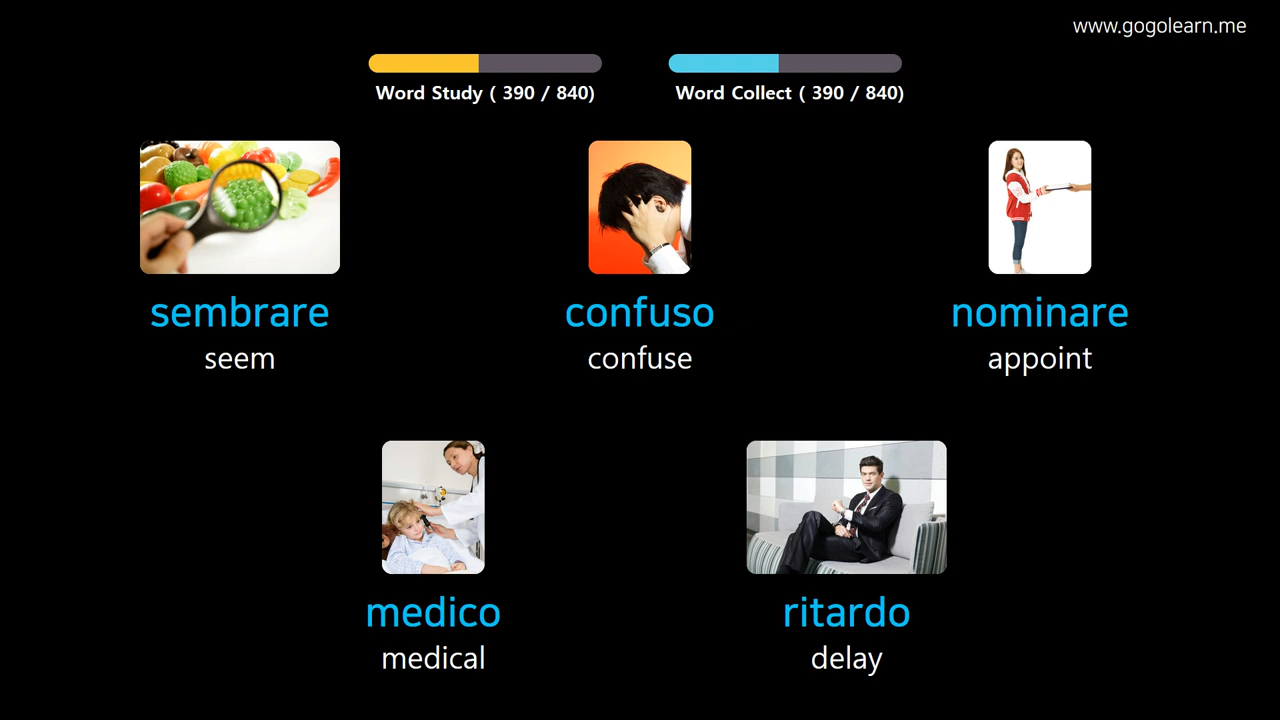 www.gogolearn.me
Word Study ( 390 / 840)
Word Collect ( 390 / 840)
sembrare
seem
confuso
confuse
nominare
appoint
medico
medical
ritardo
delay